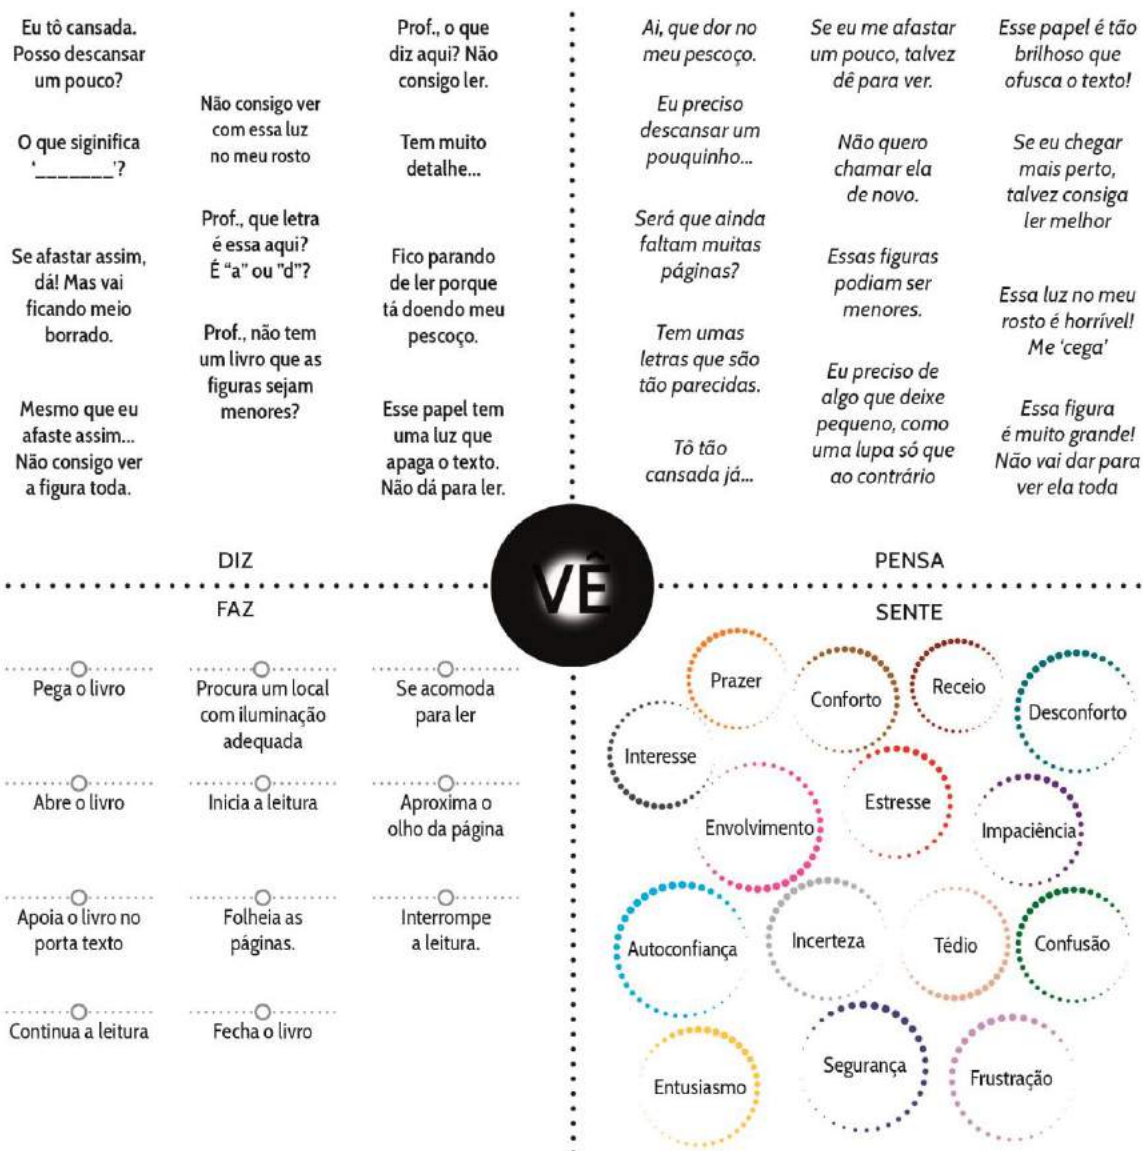 Eu tô cansada.
Posso descansar
um pouco?
O que siginifica
'_______'?
Se afastar assim,
dá! Mas vai
ficando meio
borrado.
Mesmo que eu
afaste assim...
Não consigo ver
a figura toda.
Não consigo ver
com essa luz
no meu rosto
Prof., que letra
é essa aqui?
É “a” ou "d”?
Prof., não tem
um livro que as
figuras sejam
menores?
Prof., o que
diz aqui? Não
consigo ler.
Tem muito
detalhe...
Fico parando
de ler porque
tá doendo meu
pescoço.
Esse papel tem
uma luz que
apaga o texto.
Não dá para ler.
DIZ
Ai, que dor no
meu pescoço.
Eu preciso
descansar um
pouquinho...
Será que ainda
faltam muitas
páginas?
Tem umas
letras que são
tão parecidas.
Tô tão
cansada já...
Se eu me afastar
um pouco, talvez
dê para ver.
Não quero
chamar ela
de novo.
Essas figuras
podiam ser
menores.
Eu preciso de
algo que deixe
pequeno, como
uma lupa só que
ao contrário
Esse papel é tão
brilhoso que
ofusca o texto!
Se eu chegar
mais perto,
talvez consiga
ler melhor
Essa luz no meu
rosto é horrível!
Me ‘cega’
Essa figura
é muito grande!
Não vai dar para
ver ela toda
PENSA
VÊ
FAZ
Pega o livro
Procura um local
com iluminação
adequada
Se acomoda
para ler
Abre o livro
Inicia a leitura
Aproxima o
olho da página
Apoia o livro no
porta texto
Folheia as
páginas.
Interrompe
a leitura.
Continua a leitura
Fecha o livro
SENTE
Prazer
Conforto
Receio
Desconforto
Interesse
Envolvimento
Estresse
Impaciência
Autoconfiança
Incerteza
Tédio
Confusão
Entusiasmo
Segurança
Frustração